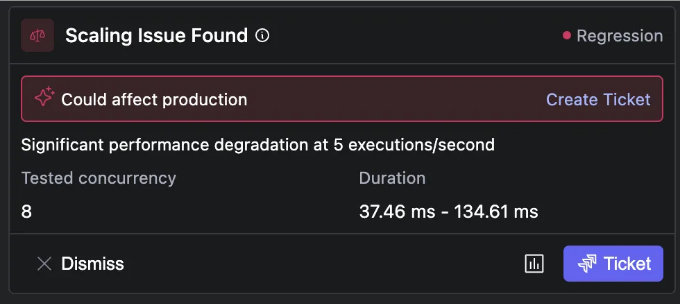 Scaling Issue Found
Regression
Could affect production
Create Ticket
Significant performance degradation at 5 executions/second
Tested concurrency
Duration
8
37.46 ms - 134.61 ms
Dismiss
Ticket